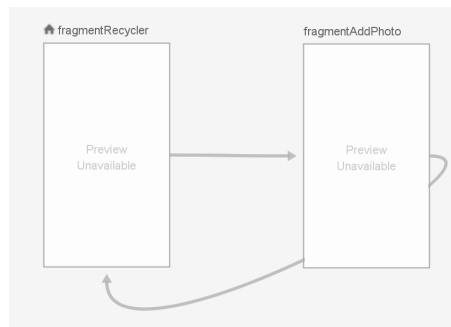 fragmentRecycler
fragmentAddPhoto
Preview
Unavailable
Preview
Unavailable